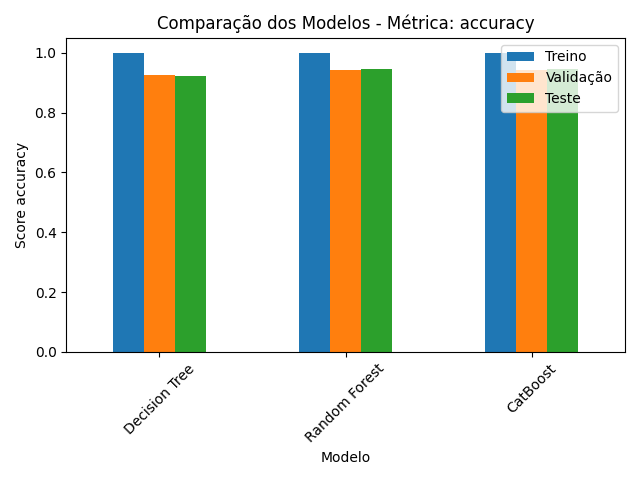 Comparação dos Modelos - Métrica: accuracy
Treino
Validação
Teste
Score accuracy
1.0
0.8
0.6
0.4
0.2
0.0
Decision Tree
Random Forest
CatBoost
Modelo